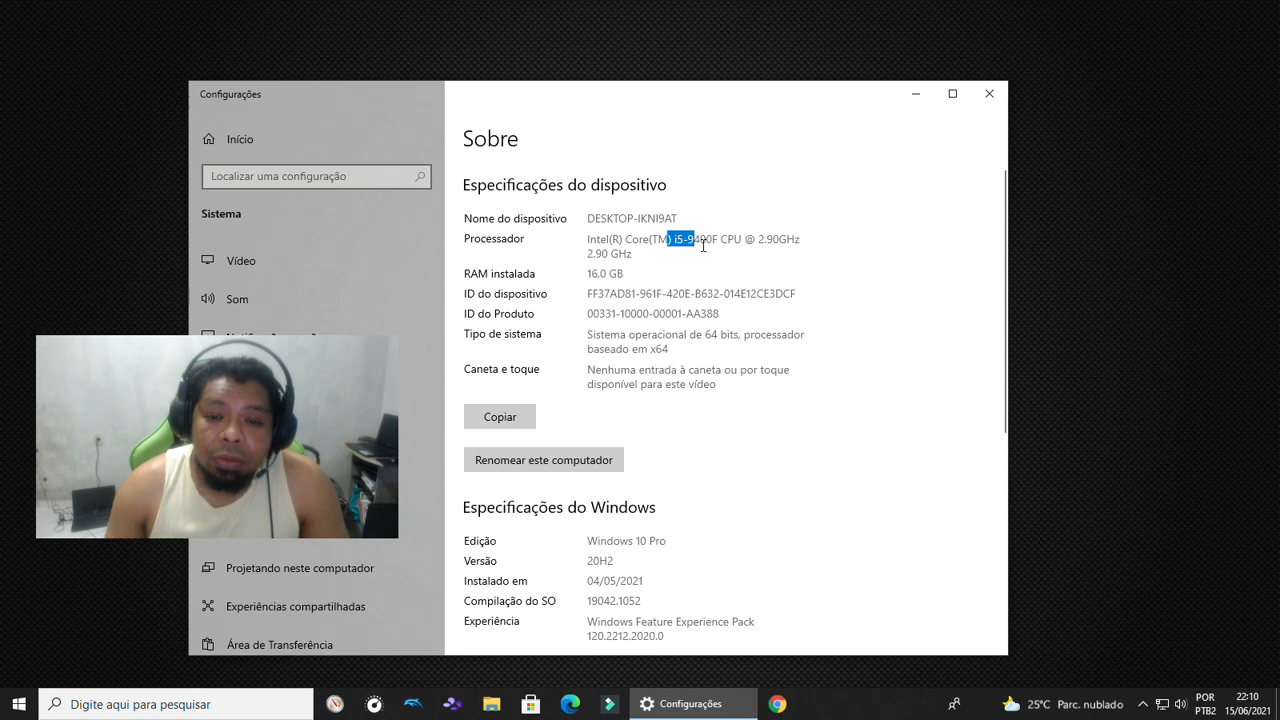 Configurações
Início
Localizar uma configuração
Sistema
Vídeo
Som
Projetando neste computador
Experiências compartilhadas
Área de Transferência
Sobre
Especificações do dispositivo
Nome do dispositivo DESKTOP-IKNI9AT
Processador Intel(R) Core(TM) i5-9400F CPU @ 2.90GHz
2.90 GHz
RAM instalada 16.0 GB
ID do dispositivo FF37AD81-961F-420E-B632-014E12CE3DCF
ID do Produto 00331-10000-00001-AA388
Tipo de sistema Sistema operacional de 64 bits, processador
baseado em x64
Caneta e toque Nenhuma entrada à caneta ou por toque
disponível para este vídeo
Copiar
Renomear este computador
Especificações do Windows
Edição Windows 10 Pro
Versão 20H2
Instalado em 04/05/2021
Compilação do SO 19042.1052
Experiência Windows Feature Experience Pack
120.2212.2020.0
Digite aqui para pesquisar
Configurações
25°C Parc. nublado
POR
PTB2
22:10
15/06/2021